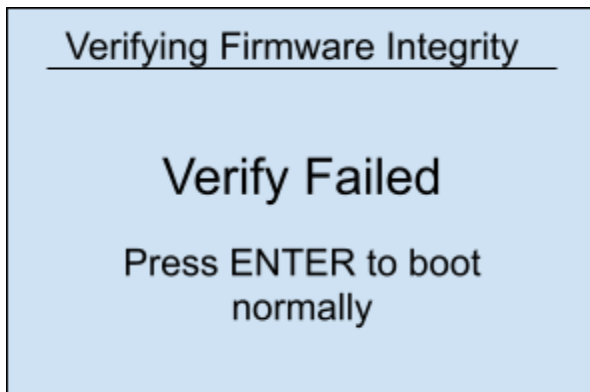 Verifying Firmware Integrity
Verify Failed
Press ENTER to boot
normally